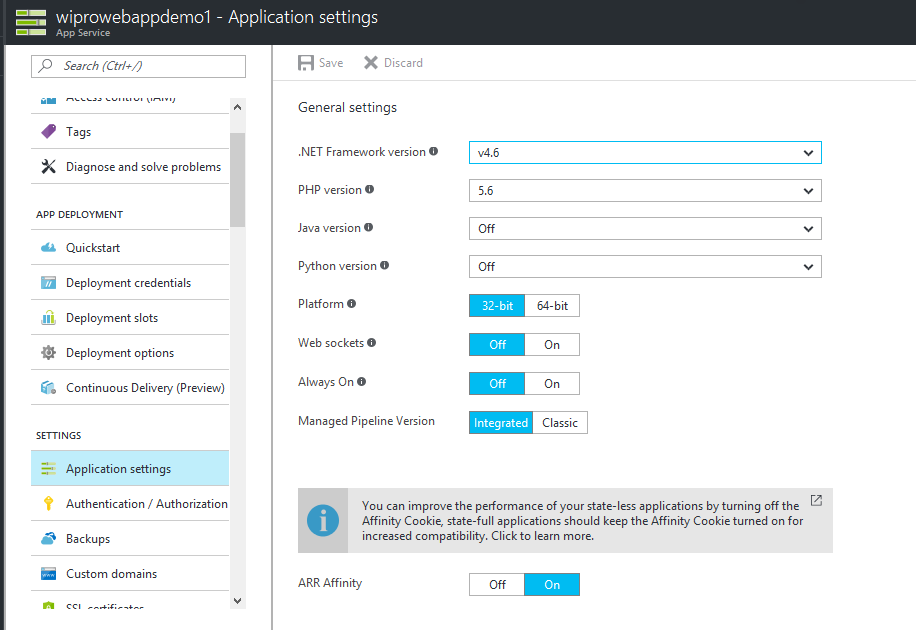 wiprowebappdemo1 - Application settings
App Service
Search (Ctrl+/)
Access control (IAM)
Tags
Diagnose and solve problems
APP DEPLOYMENT
Quickstart
Deployment credentials
Deployment slots
Deployment options
Continuous Delivery (Preview)
SETTINGS
Application settings
Authentication / Authorization
Backups
Custom domains
SSL certificates
Save Discard
General settings
.NET Framework version v4.6
PHP version 5.6
Java version Off
Python version Off
Platform 32-bit 64-bit
Web sockets Off On
Always On Off On
Managed Pipeline Version Integrated Classic
You can improve the performance of your state-less applications by turning off the
Affinity Cookie, state-full applications should keep the Affinity Cookie turned on for
increased compatibility. Click to learn more.
ARR Affinity Off On